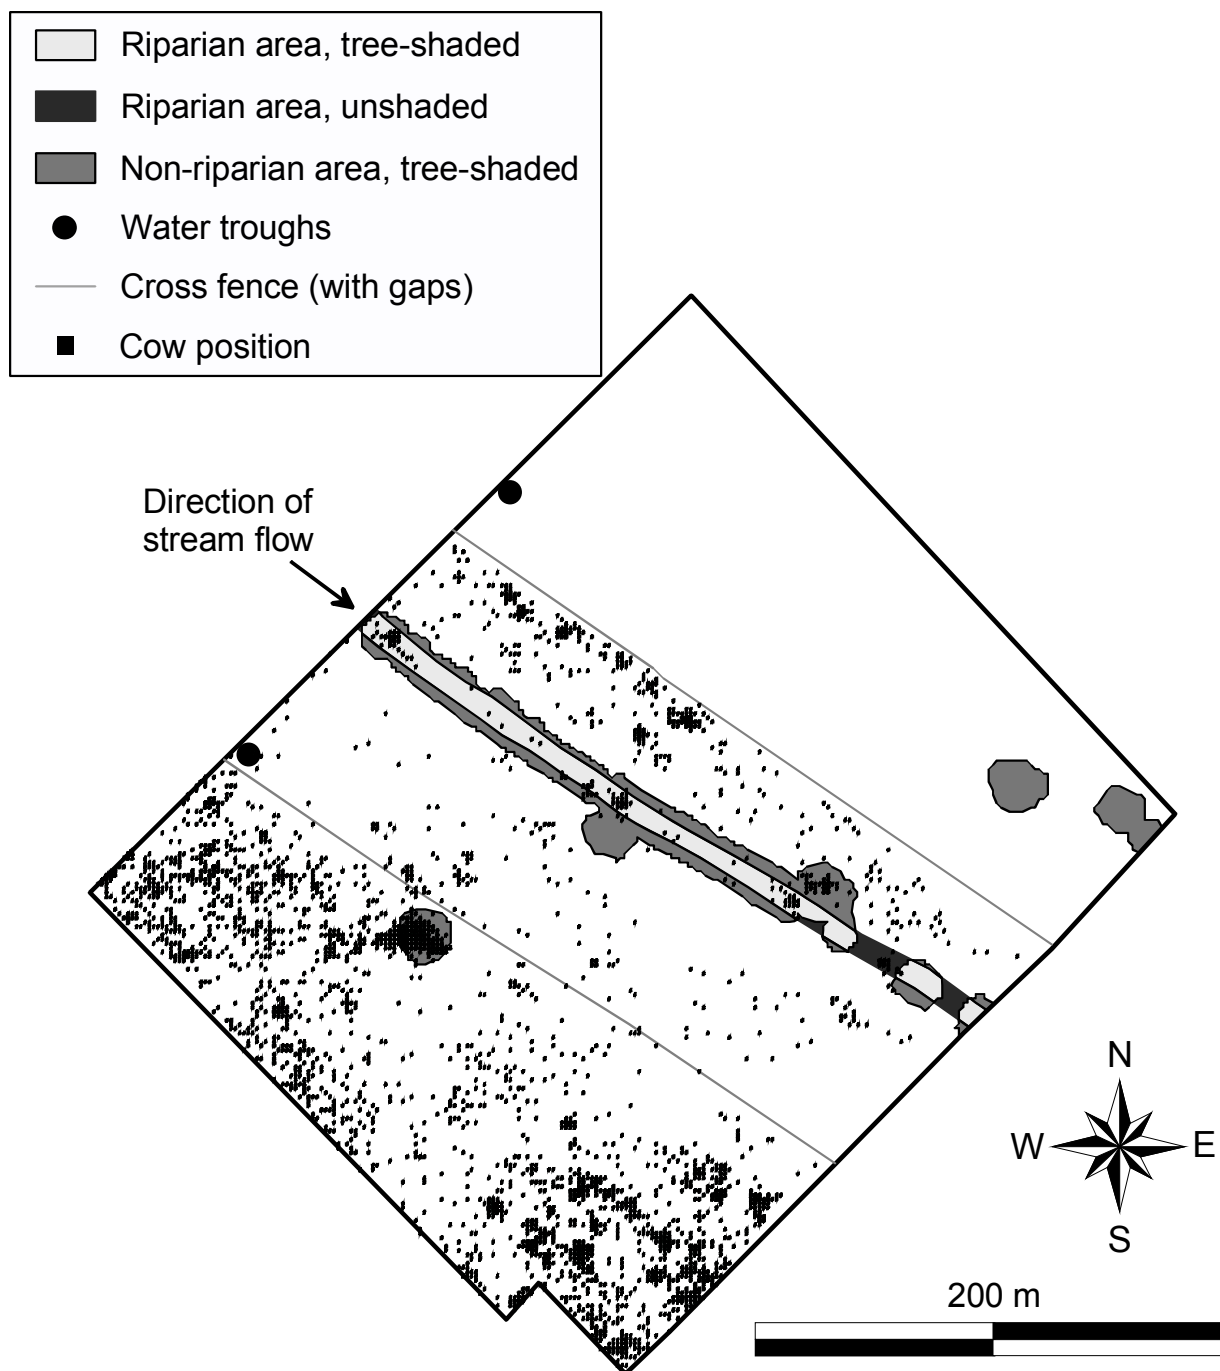 Riparian area, tree-shaded
Riparian area, unshaded
Non-riparian area, tree-shaded
Water troughs
Cross fence (with gaps)
Cow position
Direction of
stream flow
N
W
E
S
200 m